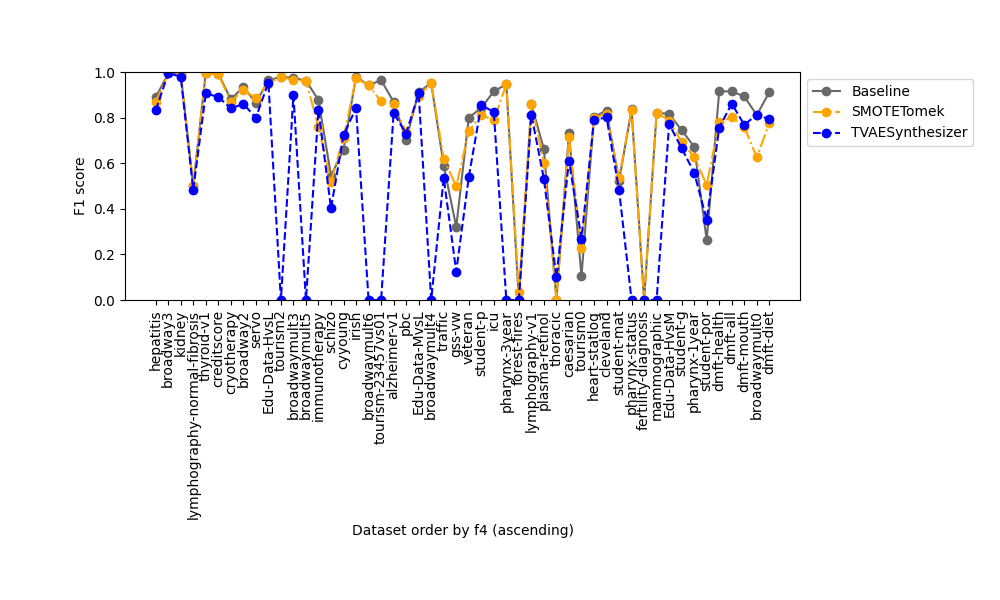 1.0
0.8
0.6
0.4
0.2
0.0
F1 score
Baseline
SMOTETomek
TVAESynthesizer
hepatitis
broadway3
kidney
lymphography-normal-fibrosis
thyroid-v1
creditscore
cryotherapy
broadway2
servo
Edu-Data-HvsL
tourism2
broadwaymult3
broadwaymult5
immunotherapy
schizo
cyyoung
irish
broadwaymult6
tourism-23457vs01
alzheimer-v1
pbc
Edu-Data-MvsL
broadwaymult4
traffic
gss-vw
veteran
student-p
icu
pharynx-3year
forest-fires
lymphography-v1
plasma-retinol
thoracic
caesarian
tourism0
heart-statlog
cleveland
student-mat
pharynx-status
fertility-diagnosis
mammographic
Edu-Data-HvsM
student-g
pharynx-1year
student-por
dmft-health
dmft-all
dmft-mouth
broadwaymult0
dmft-diet
Dataset order by f4 (ascending)